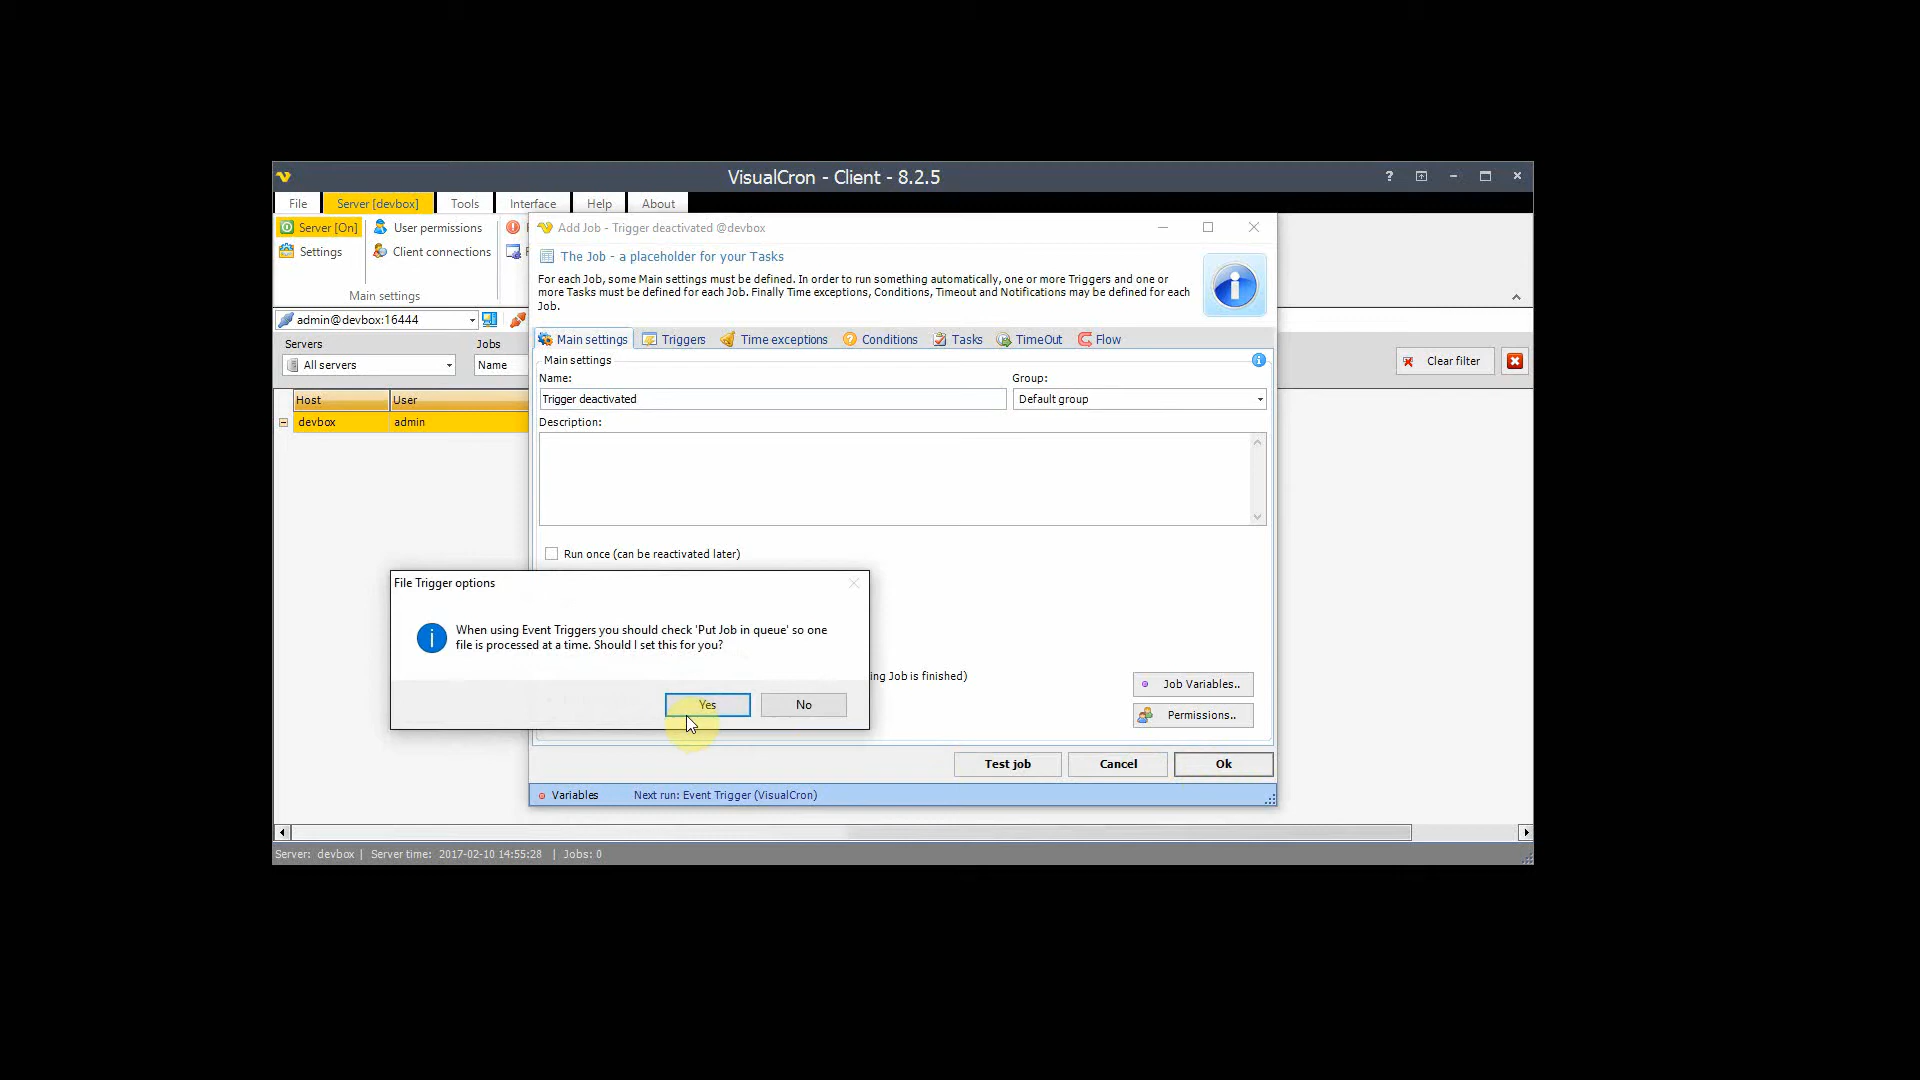 VisualCron - Client - 8.2.5
?
File
Server [devbox]
Tools
Interface
Help
About
Server [On]
User permissions
Settings
Client connections
Main settings
Add Job - Trigger deactivated @devbox
The Job - a placeholder for your Tasks
For each Job, some Main settings must be defined. In order to run something automatically, one or more Triggers and one or
more Tasks must be defined for each Job. Finally Time exceptions, Conditions, Timeout and Notifications may be defined for each
Job.
admin@devbox:16444
Servers
Jobs
All servers
Name
Clear filter
Host
User
devbox
admin
Main settings
Triggers
Time exceptions
Conditions
Tasks
TimeOut
Flow
Main settings
Name:
Group:
Trigger deactivated
Default group
Description:
Run once (can be reactivated later)
File Trigger options
When using Event Triggers you should check 'Put Job in queue' so one
file is processed at a time. Should I set this for you?
Yes
No
ing Job is finished)
Job Variables..
Permissions..
Test job
Cancel
Ok
Variables
Next run: Event Trigger (VisualCron)
Server: devbox | Server time: 2017-02-10 14:55:28 | Jobs: 0